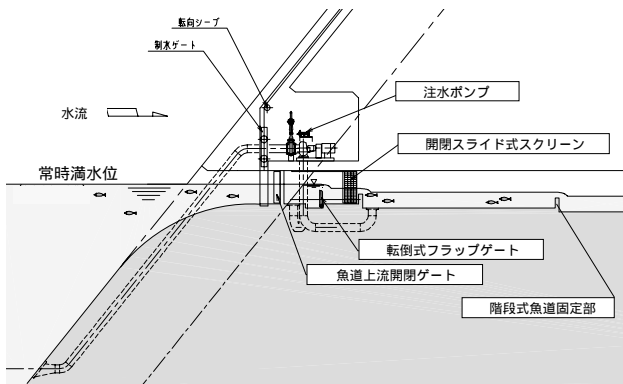 転向シーブ
制水ゲート
注水ポンプ
水流
開閉スライド式スクリーン
常時満水位
転倒式フラップゲート
魚道上流開閉ゲート
階段式魚道固定部